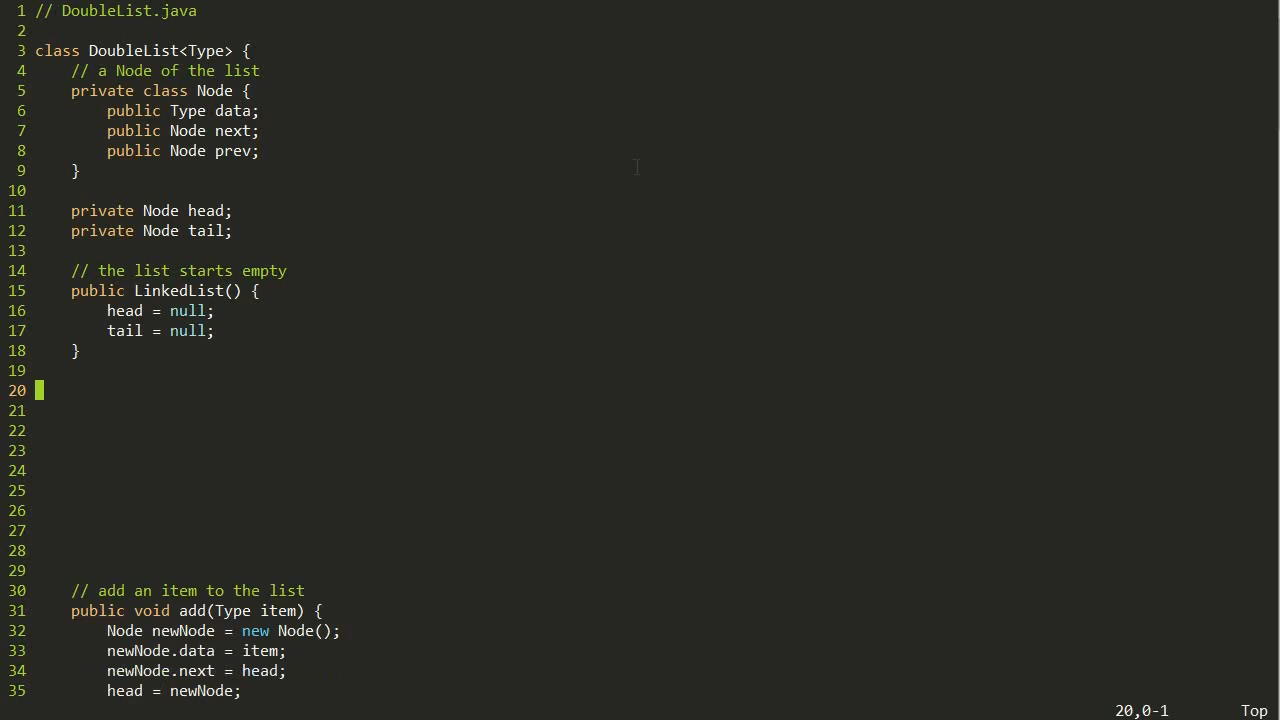 1 // DoubleList.java
2
3 class DoubleList<Type> {
4     // a Node of the list
5     private class Node {
6         public Type data;
7         public Node next;
8         public Node prev;
9     }
10
11     private Node head;
12     private Node tail;
13
14     // the list starts empty
15     public LinkedList() {
16         head = null;
17         tail = null;
18     }
19
20
21
22
23
24
25
26
27
28
29
30     // add an item to the list
31     public void add(Type item) {
32         Node newNode = new Node();
33         newNode.data = item;
34         newNode.next = head;
35         head = newNode;
20,0-1 Top